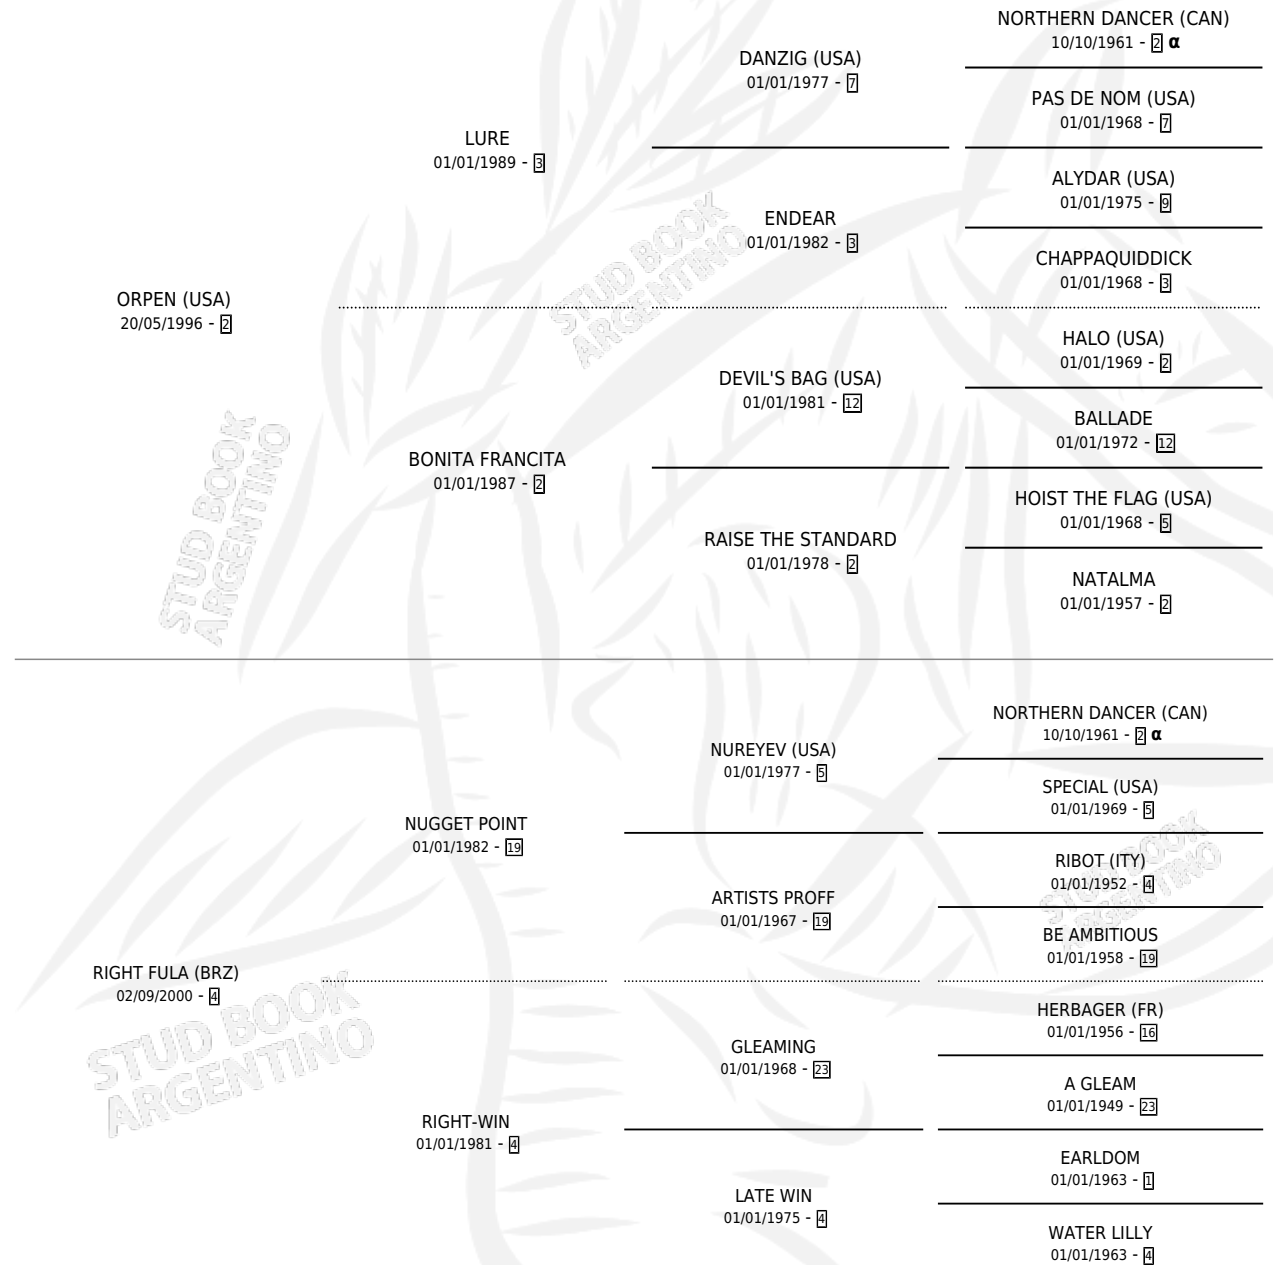 NORTHERN DANCER (CAN)
10/10/1961 - 2 α
DANZIG (USA)
01/01/1977 - 7
PAS DE NOM (USA)
01/01/1968 - 7
LURE
01/01/1989 - 3
ALYDAR (USA)
01/01/1975 - 9
ENDEAR
01/01/1982 - 3
CHAPPAQUIDDICK
01/01/1968 - 3
ORPEN (USA)
20/05/1996 - 2
HALO (USA)
01/01/1969 - 2
DEVIL'S BAG (USA)
01/01/1981 - 12
BALLADE
01/01/1972 - 12
BONITA FRANCITA
01/01/1987 - 2
HOIST THE FLAG (USA)
01/01/1968 - 5
RAISE THE STANDARD
01/01/1978 - 2
NATALMA
01/01/1957 - 2
NORTHERN DANCER (CAN)
10/10/1961 - 2 α
NUREYEV (USA)
01/01/1977 - 5
SPECIAL (USA)
01/01/1969 - 5
NUGGET POINT
01/01/1982 - 19
RIBOT (ITY)
01/01/1952 - 4
ARTISTS PROFF
01/01/1967 - 19
BE AMBITIOUS
01/01/1958 - 19
RIGHT FULA (BRZ)
02/09/2000 - 4
HERBAGER (FR)
01/01/1956 - 16
GLEAMING
01/01/1968 - 23
A GLEAM
01/01/1949 - 23
RIGHT-WIN
01/01/1981 - 4
EARLDOM
01/01/1963 - 1
LATE WIN
01/01/1975 - 4
WATER LILLY
01/01/1963 - 4
STUD BOOK
ARGENTINO
STUD BOOK
ARGENTINO
STUD BOOK
ARGENTINO
STUD BOOK
ARGENTINO